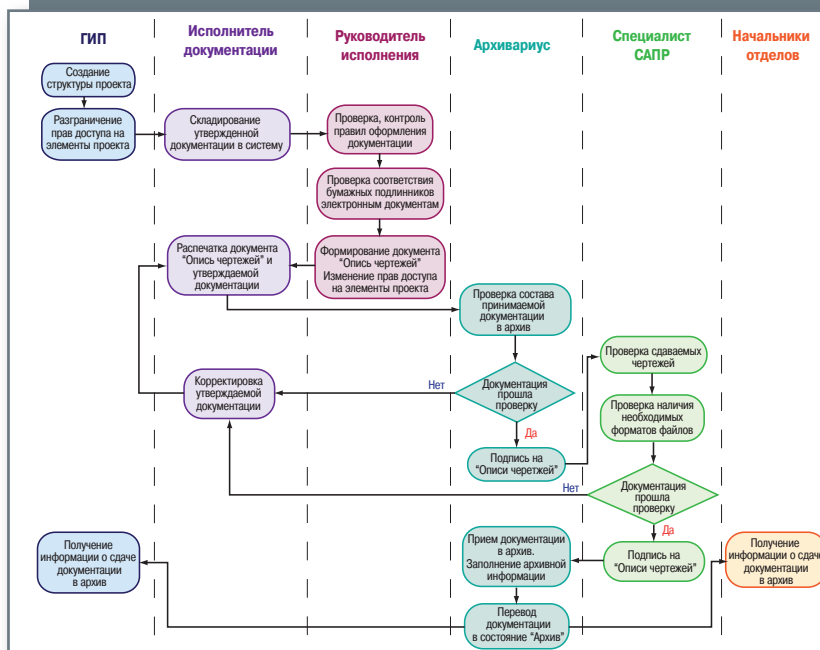 ГИП
Исполнитель
документации
Руководитель
исполнения
Архивариус
Специалист
САПР
Начальники
отделов
Создание
структуры проекта
Разграничение
прав доступа на
элементы проекта
Складирование
утвержденной
документации в систему
Проверка, контроль
правил оформления
документации
Проверка соответствия
бумажных подлинников
электронным документам
Распечатка документа
“Опись чертежей” и
утверждаемой
документации
Формирование документа
“Опись чертежей”
Изменение прав доступа
на элементы проекта
Проверка состава
принимаемой
документации
в архив
Проверка сдаваемых
чертежей
Корректировка
утверждаемой
документации
Нет
Документация
прошла
проверку
Проверка наличия
необходимых
форматов файлов
Да
Подпись на
“Описи черетжей”
Нет
Документация
прошла
проверку
Да
Получение
информации о сдаче
документации
в архив
Прием документации
в архив.
Заполнение архивной
информации
Подпись на
“Описи чертежей”
Получение
информации о сдаче
документации
в архив
Перевод
документации
в состояние “Архив”